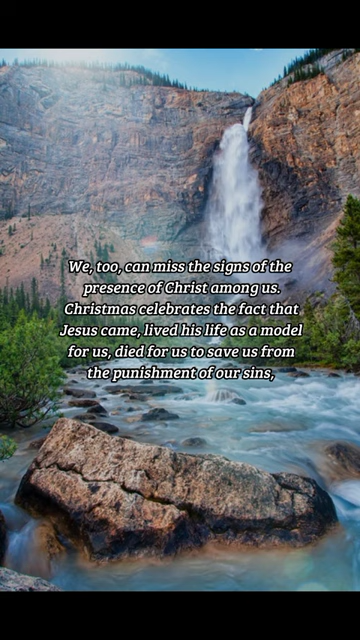 We, too, can miss the signs of the
presence of Christ among us.
Christmas celebrates the fact that
Jesus came, lived his life as a model
for us, died for us to save us from
the punishment of our sins,